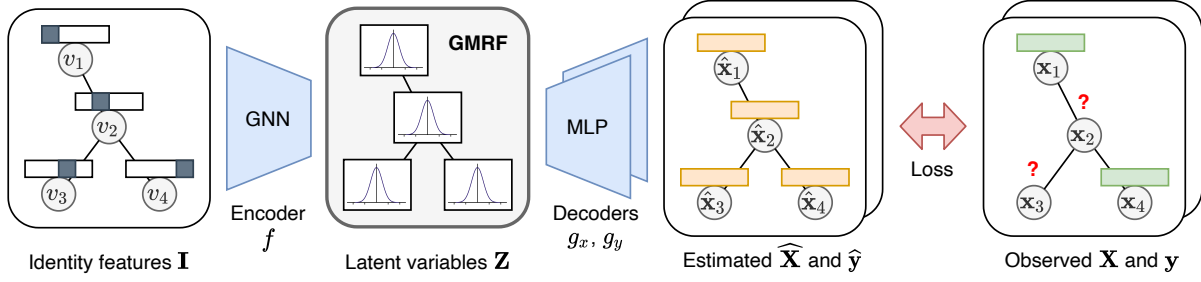 v₁
v₂
v₃
v₄
Identity features I
GNN
Encoder
f
GMRF
Latent variables Z
MLP
Decoders
gₓ, g_y
x̂₁
x̂₂
x̂₃
x̂₄
Estimated X̂ and ŷ
Loss
x₁
?
x₂
?
x₃
x₄
Observed X and y